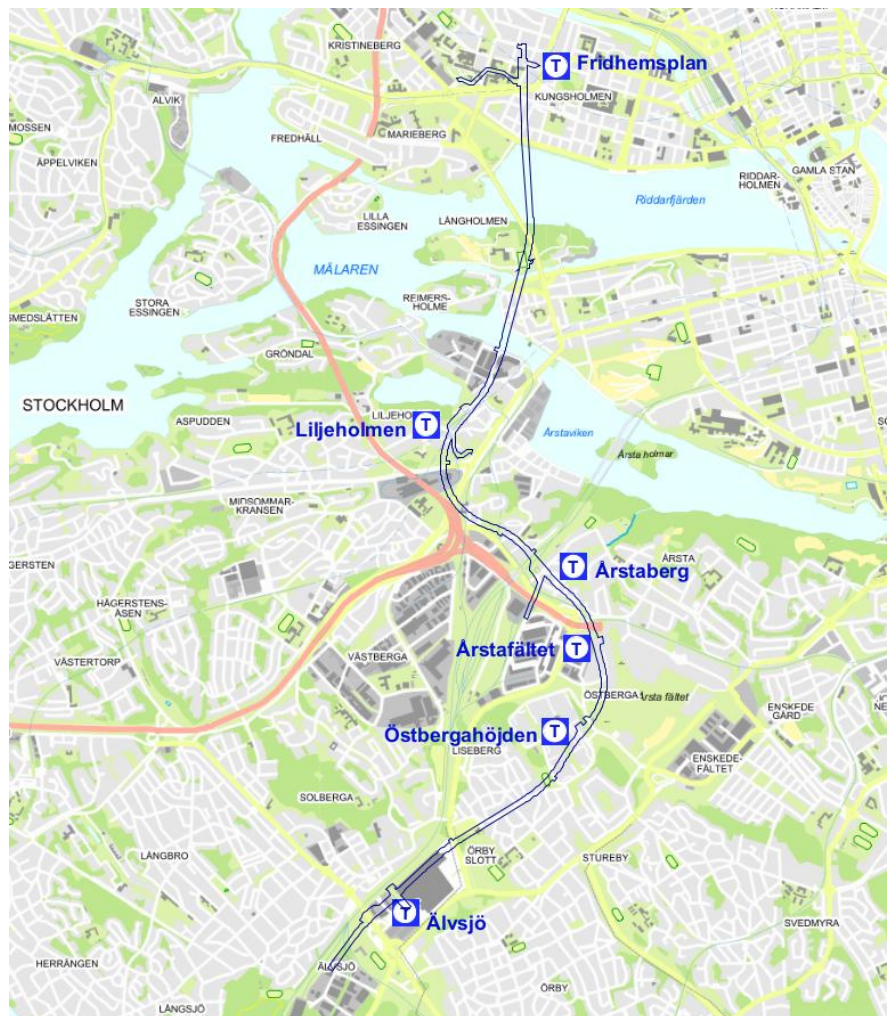 KRISTINEBERG
T Fridhemsplan
ALVIK
KUNGSHOLMEN
MOSSEN
FREDHÄLL
MARIEBERG
ÄPPELVIKEN
GAMLA STAN
RIDDAR-
HOLMEN
Riddarfjärden
LILLA
ESSINGEN
LÅNGHOLMEN
MÄLAREN
REIMERS-
HOLME
STORA
ESSINGEN
SMEDSLÄTTEN
GRÖNDAL
STOCKHOLM
ASPUDDEN
LILJEHO
Liljeholmen T
Årstaviken
Årsta holmar
MIDSOMMAR-
KRANSEN
GERSTEN
T Årstaberg
ÅRSTA
HÄGERSTENS-
ÅSEN
Årstafältet T
VÄSTBERGA
VÄSTERTORP
ÖSTBERGA
Årsta fältet
ENSKEDE
GÅRD
Östbergahöjden T
LISEBERG
ENSKEDE-
FÄLTET
SOLBERGA
LÅNGBRO
ÖRBY
SLOTT
STUREBY
T Älvsjö
SVEDMYRA
HERRÄNGEN
ÄLVSJÖ
ÖRBY
LÅNGSJÖ